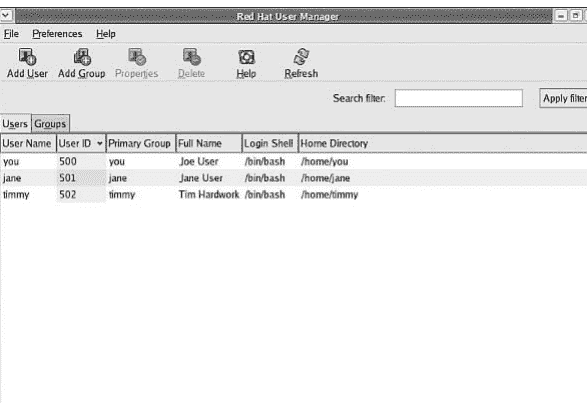 Red Hat User Manager
File Preferences Help
Add User Add Group Properties Delete Help Refresh
Search filter: Apply filter
Users Groups
User Name User ID Primary Group Full Name Login Shell Home Directory
you 500 you Joe User /bin/bash /home/you
jane 501 jane Jane User /bin/bash /home/jane
timmy 502 timmy Tim Hardwork /bin/bash /home/timmy